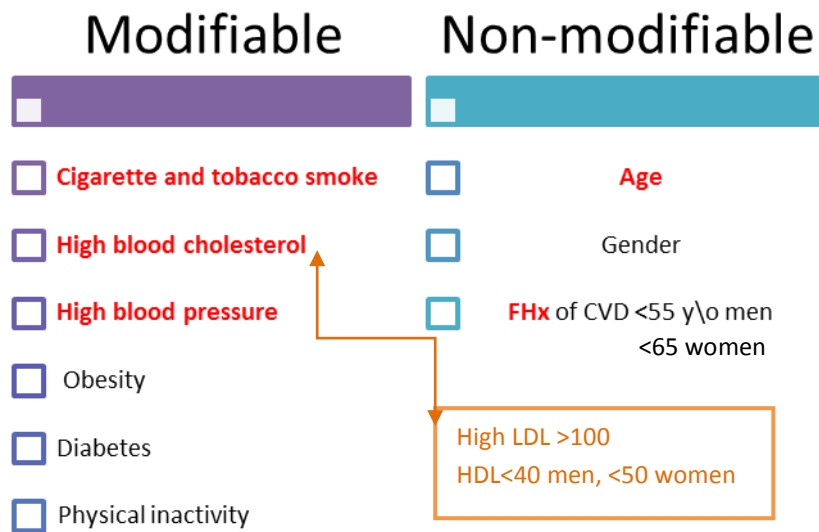 Modifiable
Cigarette and tobacco smoke
High blood cholesterol
High blood pressure
Obesity
Diabetes
Physical inactivity
Non-modifiable
Age
Gender
FHx of CVD <55 y\o men
<65 women
High LDL >100
HDL<40 men, <50 women